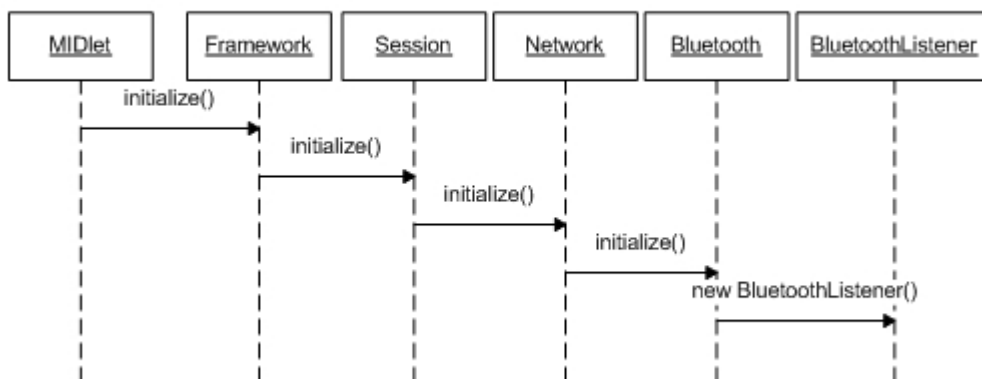 MIDlet
Framework
Session
Network
Bluetooth
BluetoothListener
initialize()
initialize()
initialize()
initialize()
new BluetoothListener()